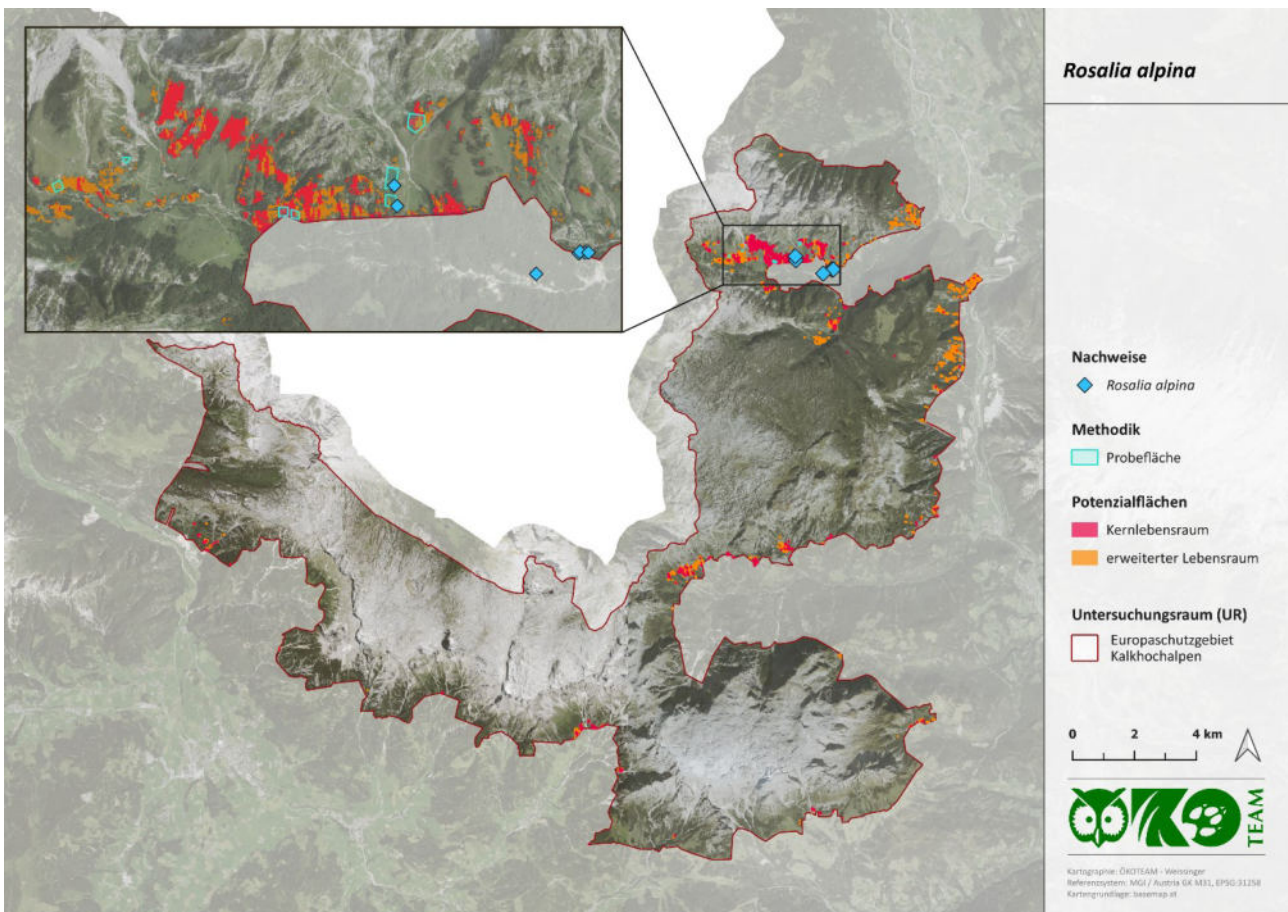 Rosalia alpina
Nachweise
Rosalia alpina
Methodik
Probefläche
Potenzialflächen
Kernlebensraum
erweiterter Lebensraum
Untersuchungsraum (UR)
Europaschutzgebiet
Kalkhochalpen
0 2 4 km
ÖKO
TEAM
Kartographie: ÖKOTEAM - Weissinger
Referenzsystem: MGI / Austria GK M31, EPSG:31258
Kartengrundlage: basemap.at